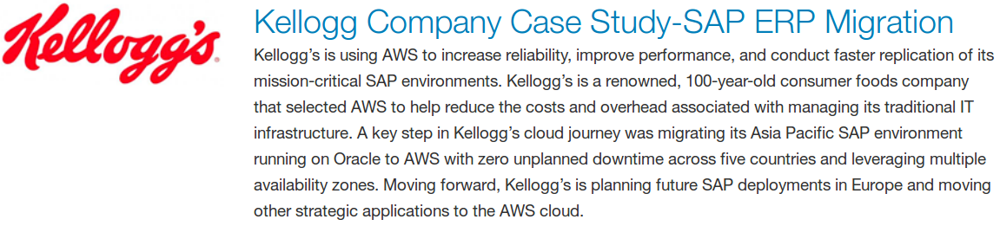 Kellogg's
Kellogg Company Case Study-SAP ERP Migration
Kellogg’s is using AWS to increase reliability, improve performance, and conduct faster replication of its
mission-critical SAP environments. Kellogg’s is a renowned, 100-year-old consumer foods company
that selected AWS to help reduce the costs and overhead associated with managing its traditional IT
infrastructure. A key step in Kellogg’s cloud journey was migrating its Asia Pacific SAP environment
running on Oracle to AWS with zero unplanned downtime across five countries and leveraging multiple
availability zones. Moving forward, Kellogg’s is planning future SAP deployments in Europe and moving
other strategic applications to the AWS cloud.